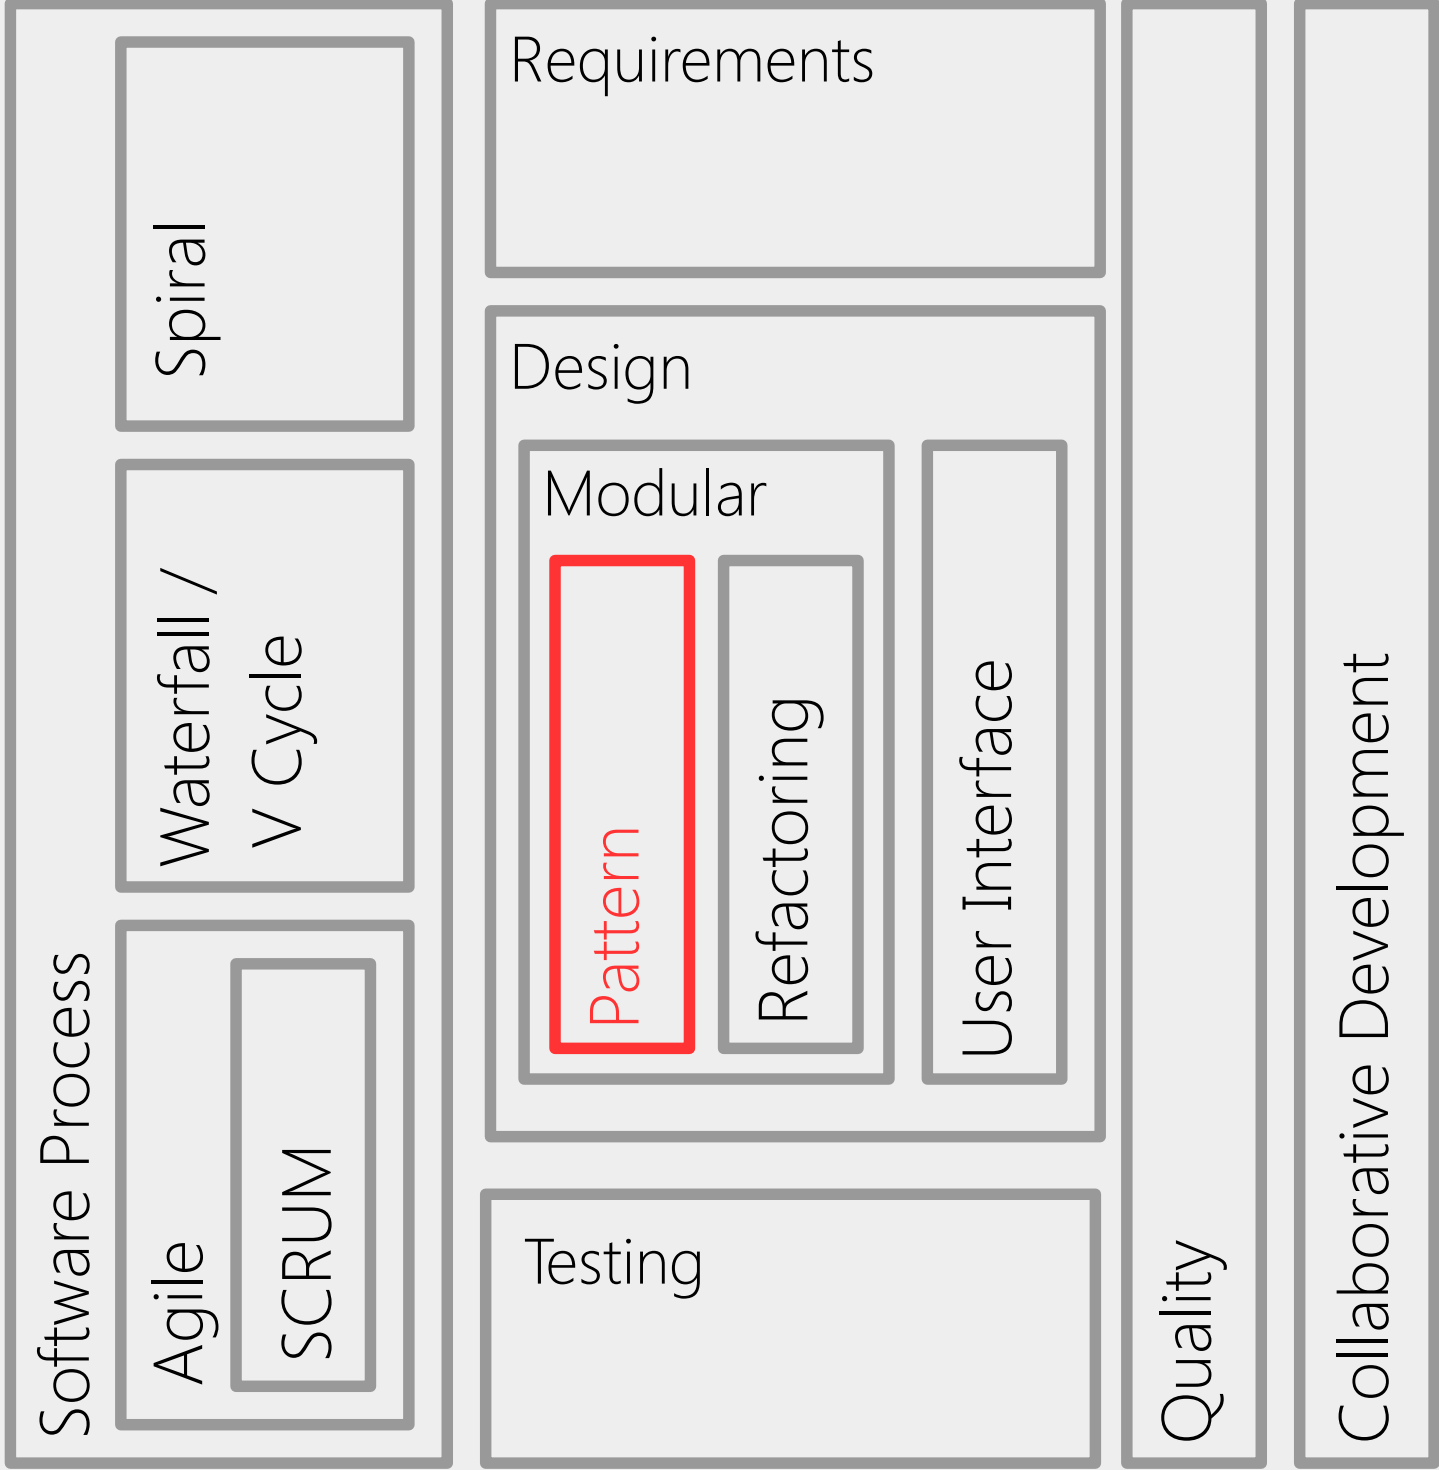 Software Process
Spiral
Waterfall /
V Cycle
Agile
SCRUM
Requirements
Design
Modular
Pattern
Refactoring
User Interface
Testing
Quality
Collaborative Development